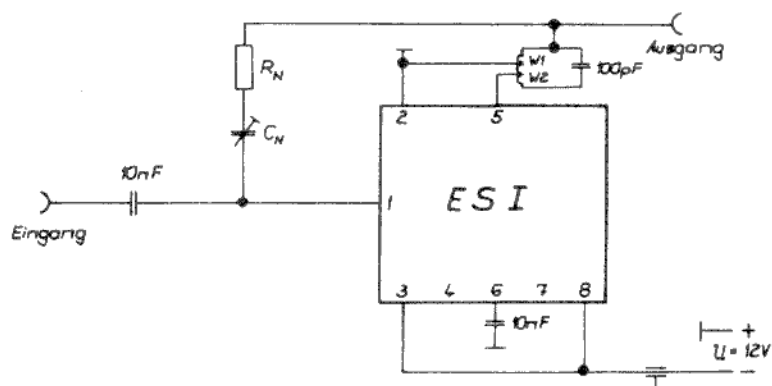 Ausgang
W1
W2
100pF
R_N
C_N
2
5
10nF
1
ESI
Eingang
3 4 6 7 8
10nF
+
U = 12V
-